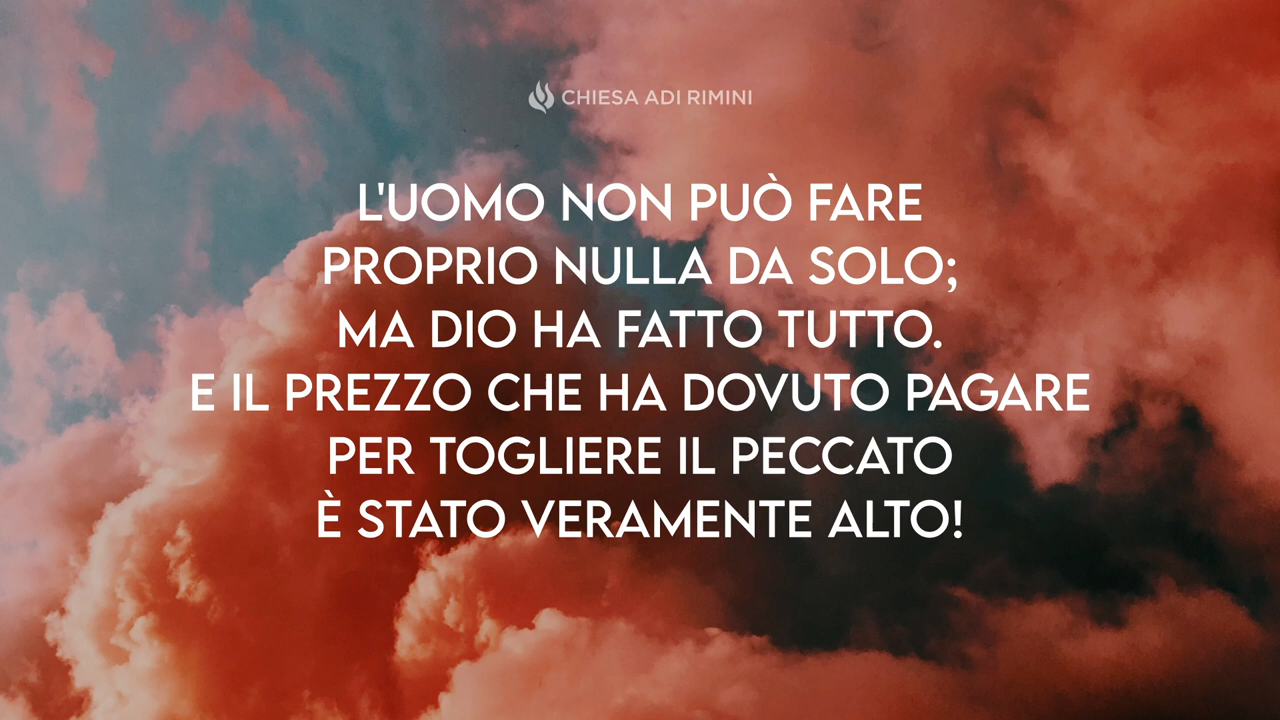 CHIESA ADI RIMINI
L'UOMO NON PUÒ FARE
PROPRIO NULLA DA SOLO;
MA DIO HA FATTO TUTTO.
E IL PREZZO CHE HA DOVUTO PAGARE
PER TOGLIERE IL PECCATO
È STATO VERAMENTE ALTO!